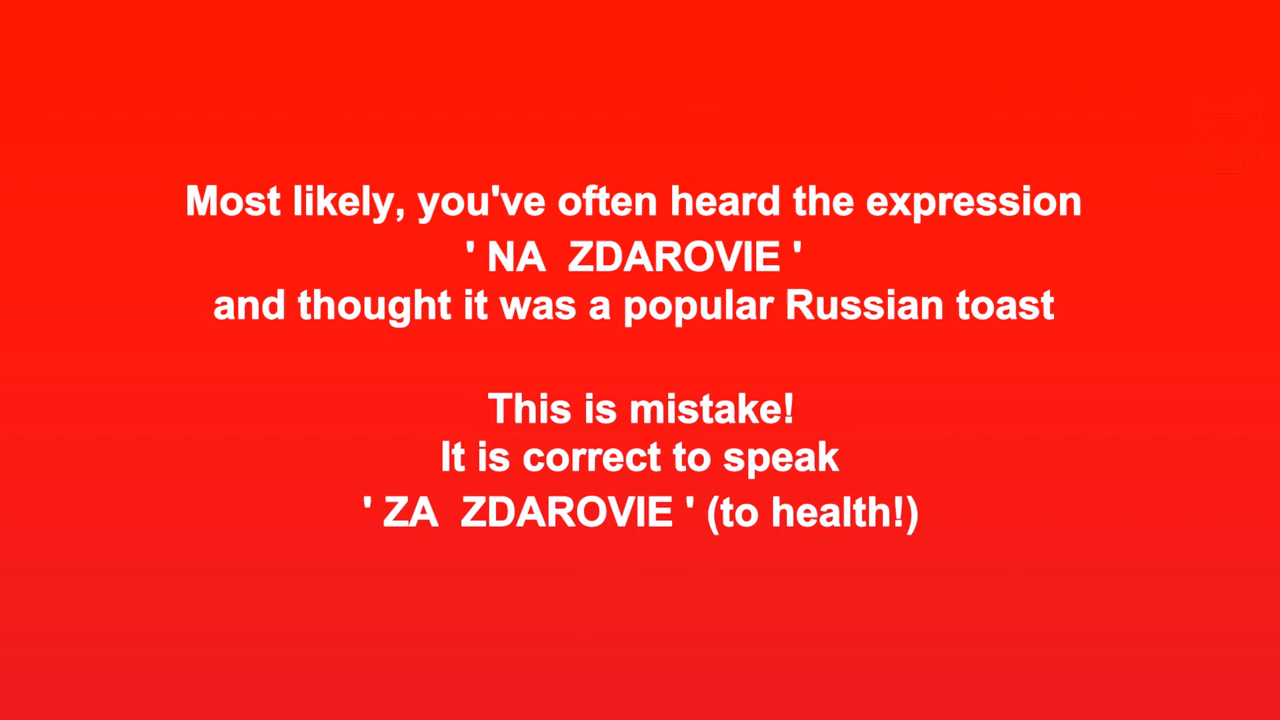 Most likely, you've often heard the expression
' NA ZDAROVIE '
and thought it was a popular Russian toast
This is mistake!
It is correct to speak
' ZA ZDAROVIE ' (to health!)